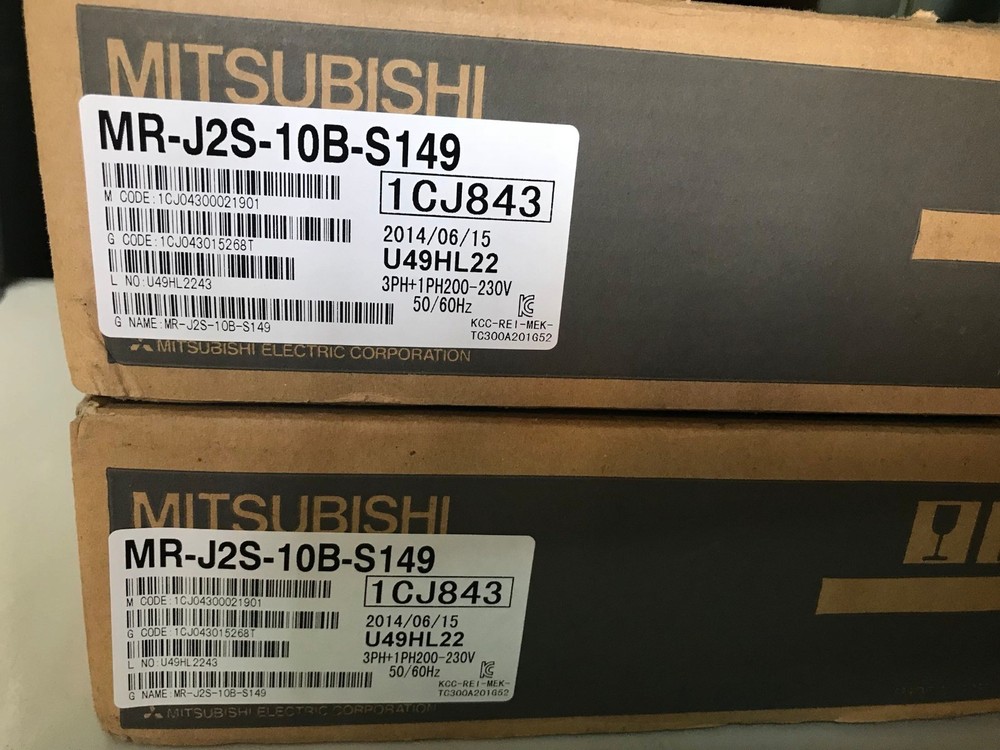 MITSUBISHI
MR-J2S-10B-S149
M CODE:1CJ04300021901
1CJ843
G CODE:1CJ043015268T
2014/06/15
U49HL22
L NO:U49HL2243
3PH+1PH200-230V
50/60Hz
G NAME:MR-J2S-10B-S149
KCC-REI-MEK-
TC300A201G52
MITSUBISHI ELECTRIC CORPORATION
MITSUBISHI
MR-J2S-10B-S149
M CODE:1CJ04300021901
1CJ843
G CODE:1CJ043015268T
2014/06/15
U49HL22
L NO:U49HL2243
3PH+1PH200-230V
50/60Hz
G NAME:MR-J2S-10B-S149
KCC-REI-MEK-
TC300A201G52
MITSUBISHI ELECTRIC CORPORATION